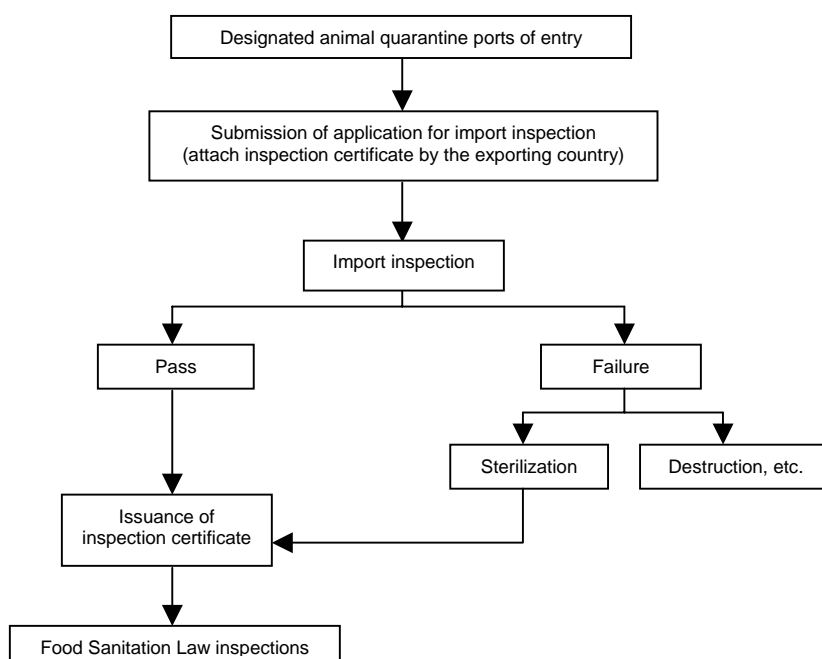 Designated animal quarantine ports of entry
Submission of application for import inspection
(attach inspection certificate by the exporting country)
Import inspection
Pass
Failure
Sterilization
Destruction, etc.
Issuance of
inspection certificate
Food Sanitation Law inspections